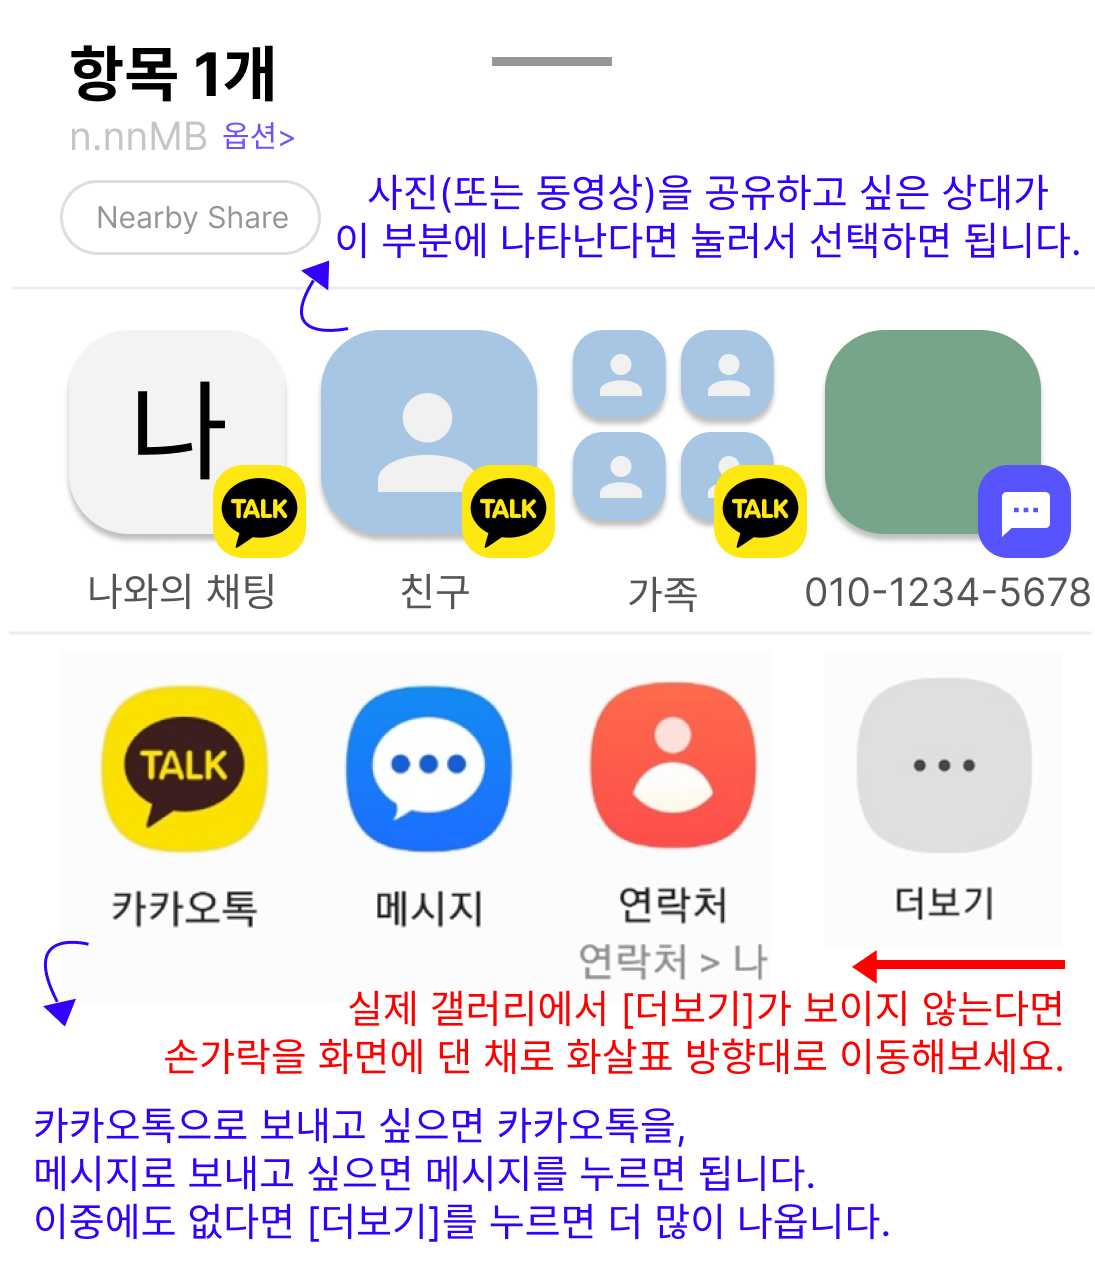 항목 1개
n.nnMB 옵션>
Nearby Share
사진(또는 동영상)을 공유하고 싶은 상대가
이 부분에 나타난다면 눌러서 선택하면 됩니다.
나
TALK
TALK
TALK
나와의 채팅
친구
가족
010-1234-5678
TALK
카카오톡
메시지
연락처
더보기
연락처 > 나
실제 갤러리에서 [더보기]가 보이지 않는다면
손가락을 화면에 댄 채로 화살표 방향대로 이동해보세요.
카카오톡으로 보내고 싶으면 카카오톡을,
메시지로 보내고 싶으면 메시지를 누르면 됩니다.
이중에도 없다면 [더보기]를 누르면 더 많이 나옵니다.